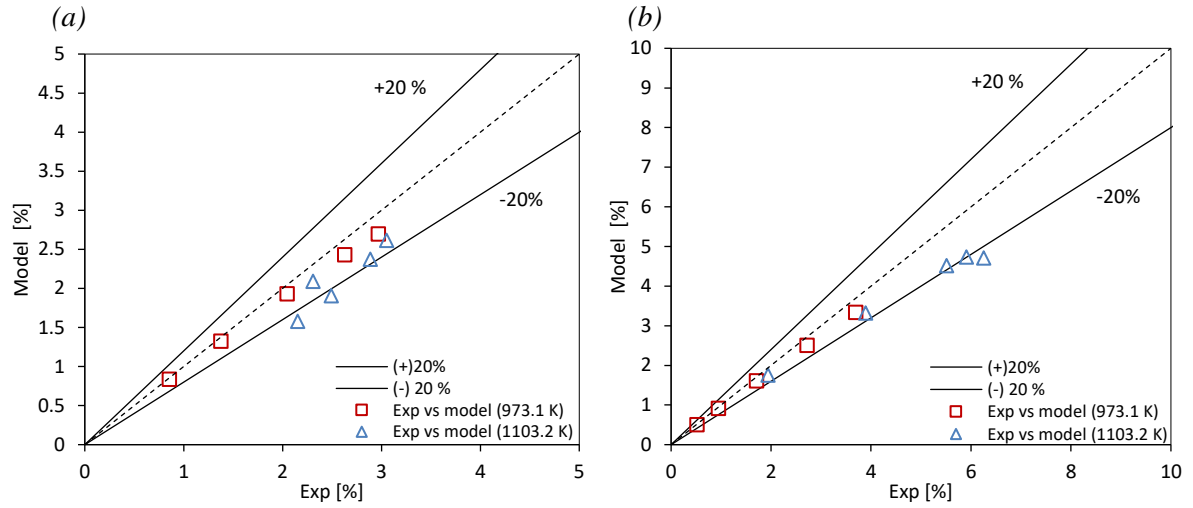 (a)
5
4.5
4
3.5
3
2.5
2
1.5
1
0.5
0
Model [%]
+20 %
-20%
(+)20%
(-) 20 %
Exp vs model (973.1 K)
Exp vs model (1103.2 K)
0 1 2 3 4 5
Exp [%]
(b)
10
9
8
7
6
5
4
3
2
1
0
Model [%]
+20 %
-20%
(+)20%
(-) 20 %
Exp vs model (973.1 K)
Exp vs model (1103.2 K)
0 2 4 6 8 10
Exp [%]